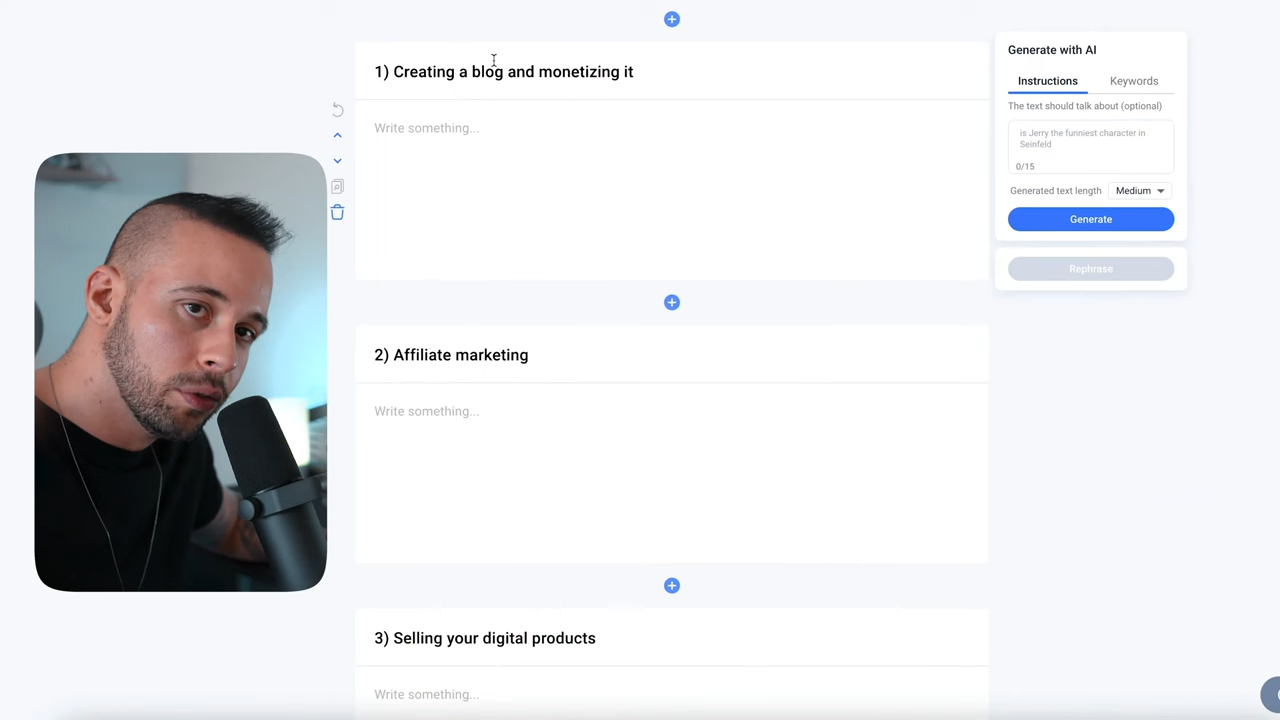 1) Creating a blog and monetizing it
Write something...
Generate with AI
Instructions Keywords
The text should talk about (optional)
is Jerry the funniest character in
Seinfeld
0/15
Generated text length Medium
Generate
Rephrase
2) Affiliate marketing
Write something...
3) Selling your digital products
Write something...